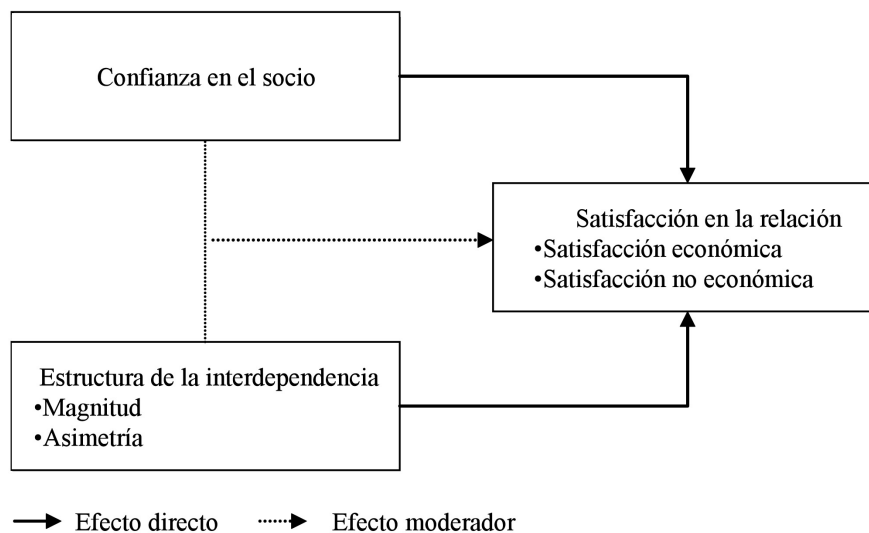 Confianza en el socio
Satisfacción en la relación
•Satisfacción económica
•Satisfacción no económica
Estructura de la interdependencia
•Magnitud
•Asimetría
Efecto directo
Efecto moderador